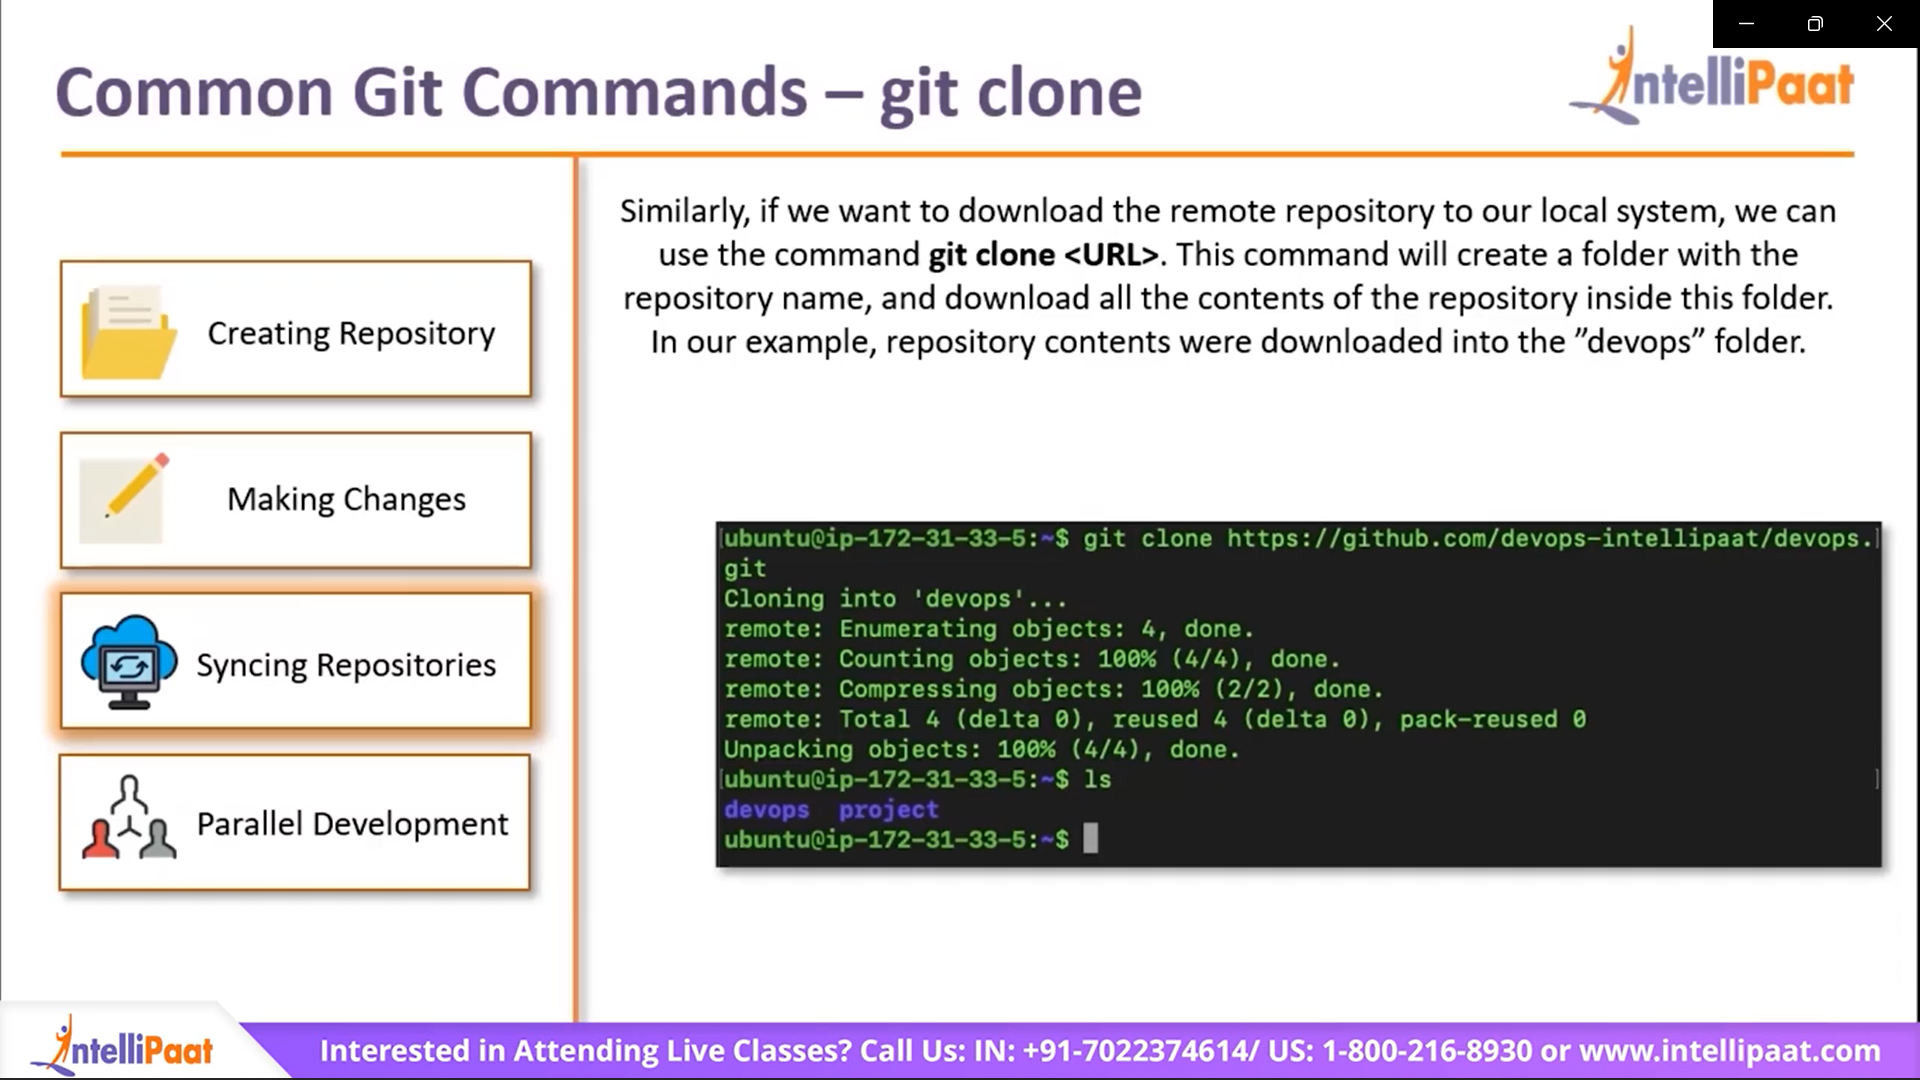 Common Git Commands – git clone
IntelliPaat
Creating Repository
Making Changes
Syncing Repositories
Parallel Development
Similarly, if we want to download the remote repository to our local system, we can
use the command git clone <URL>. This command will create a folder with the
repository name, and download all the contents of the repository inside this folder.
In our example, repository contents were downloaded into the ”devops” folder.
[ubuntu@ip-172-31-33-5:~$ git clone https://github.com/devops-intellipaat/devops.]
git
Cloning into 'devops'...
remote: Enumerating objects: 4, done.
remote: Counting objects: 100% (4/4), done.
remote: Compressing objects: 100% (2/2), done.
remote: Total 4 (delta 0), reused 4 (delta 0), pack-reused 0
Unpacking objects: 100% (4/4), done.
[ubuntu@ip-172-31-33-5:~$ ls ]
devops  project
ubuntu@ip-172-31-33-5:~$
IntelliPaat
Interested in Attending Live Classes? Call Us: IN: +91-7022374614/ US: 1-800-216-8930 or www.intellipaat.com